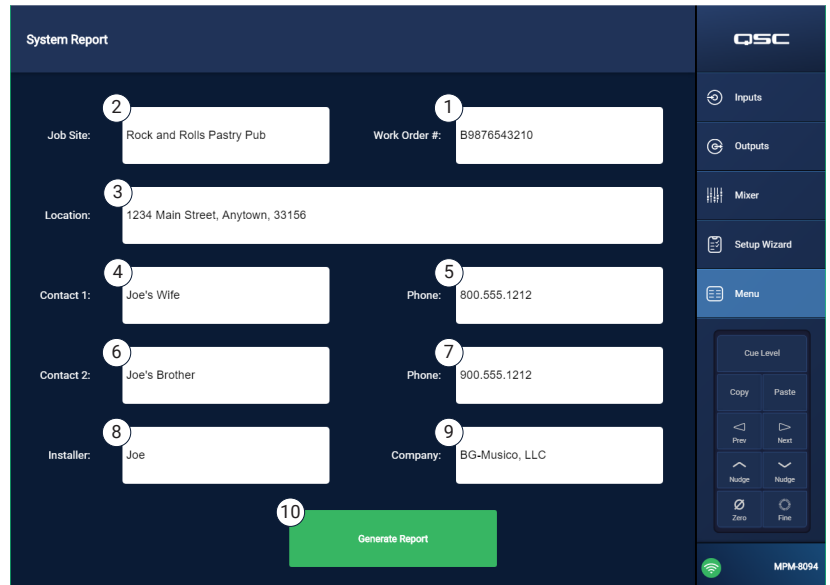 System Report
QSC
2
1
Job Site:
Rock and Rolls Pastry Pub
Work Order #:
B9876543210
3
Location:
1234 Main Street, Anytown, 33156
4
5
Contact 1:
Joe's Wife
Phone:
800.555.1212
6
7
Contact 2:
Joe's Brother
Phone:
900.555.1212
8
9
Installer:
Joe
Company:
BG-Musico, LLC
10
Generate Report
Inputs
Outputs
Mixer
Setup Wizard
Menu
Cue Level
Copy
Paste
Prev
Next
Nudge
Nudge
Zero
Fine
MPM-8094